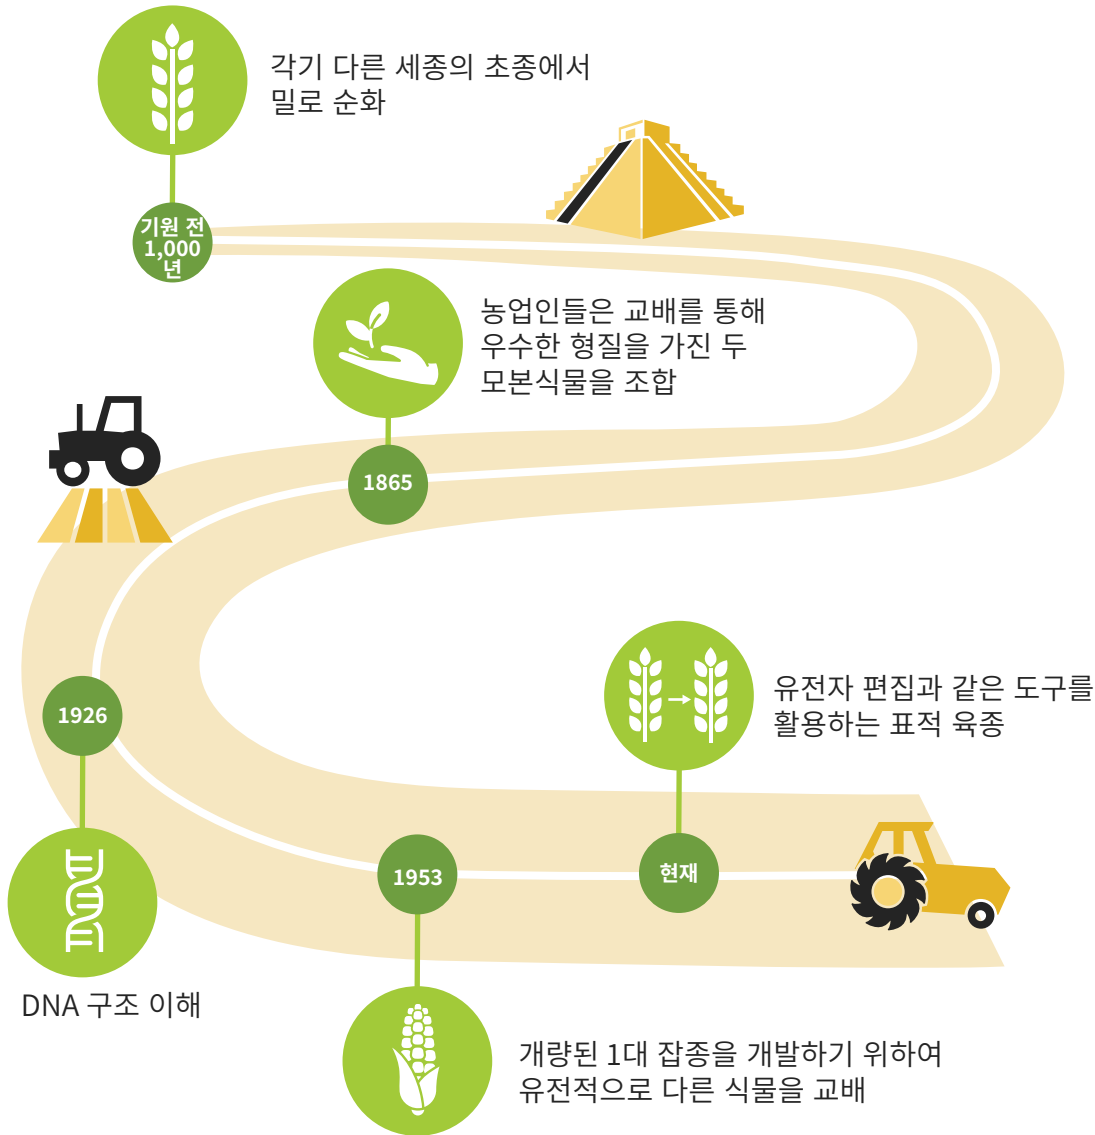 각기 다른 세종의 초종에서
밀로 순화
기원 전
1,000
년
농업인들은 교배를 통해
우수한 형질을 가진 두
모본식물을 조합
1865
1926
DNA 구조 이해
1953
개량된 1대 잡종을 개발하기 위하여
유전적으로 다른 식물을 교배
현재
유전자 편집과 같은 도구를
활용하는 표적 육종